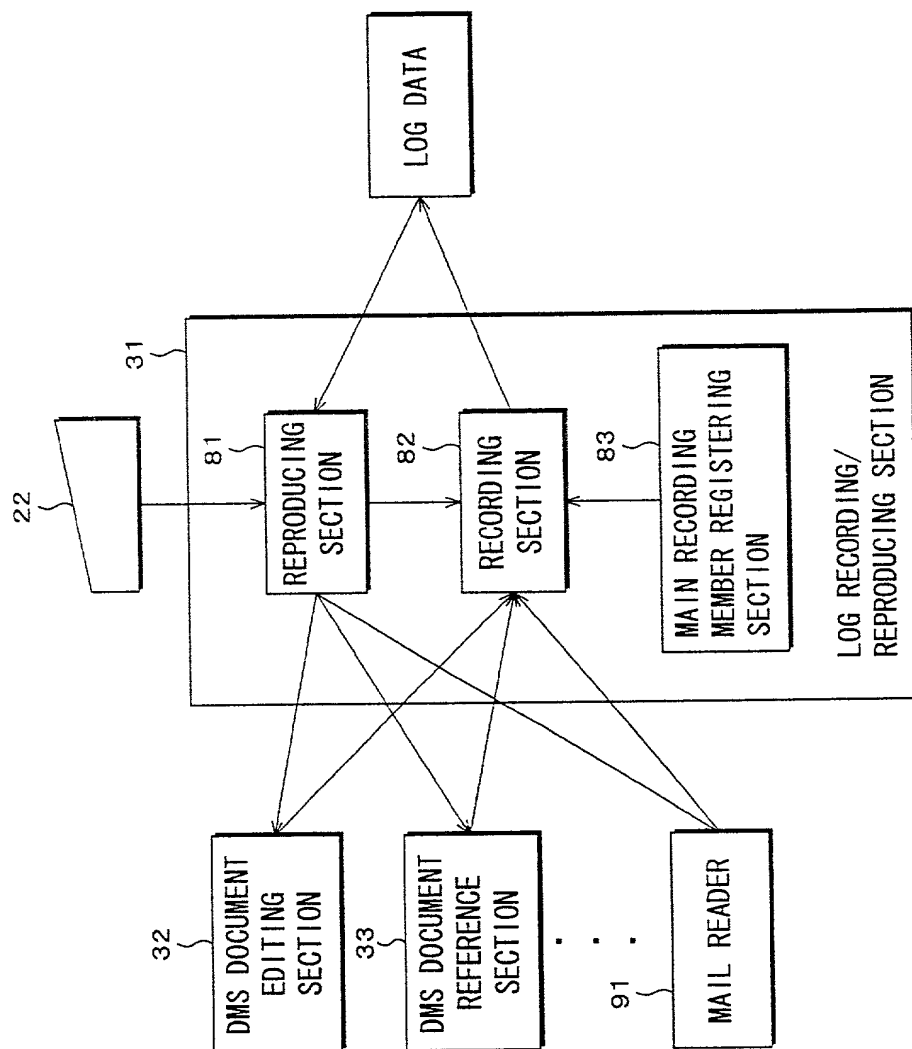 22
31
81
REPRODUCING
SECTION
82
RECORDING
SECTION
83
MAIN RECORDING
MEMBER REGISTERING
SECTION
LOG RECORDING/
REPRODUCING SECTION
LOG DATA
32
DMS DOCUMENT
EDITING
SECTION
33
DMS DOCUMENT
REFERENCE
SECTION
. . .
91
MAIL READER